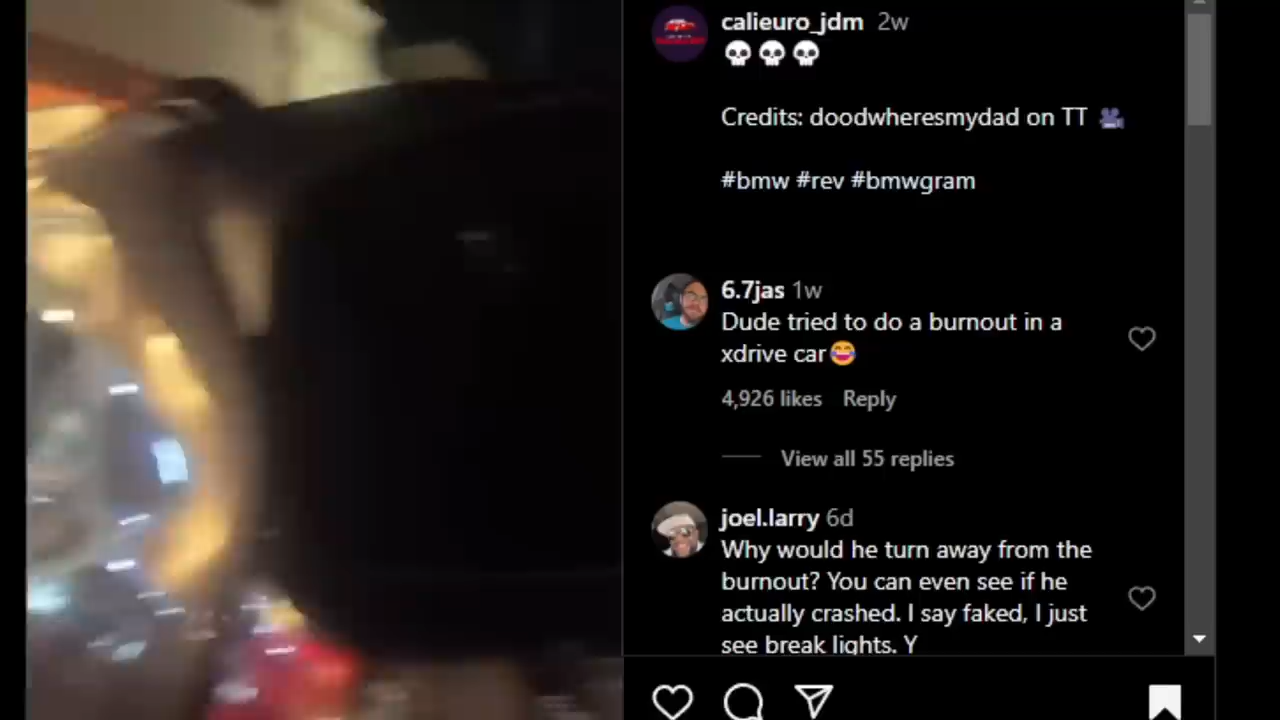 calieuro_jdm 2w
💀💀💀
Credits: doodwheresmydad on TT 🎥
#bmw #rev #bmwgram
6.7jas 1w
Dude tried to do a burnout in a
xdrive car😂
4,926 likes Reply
View all 55 replies
joel.larry 6d
Why would he turn away from the
burnout? You can even see if he
actually crashed. I say faked, I just
see break lights. Y